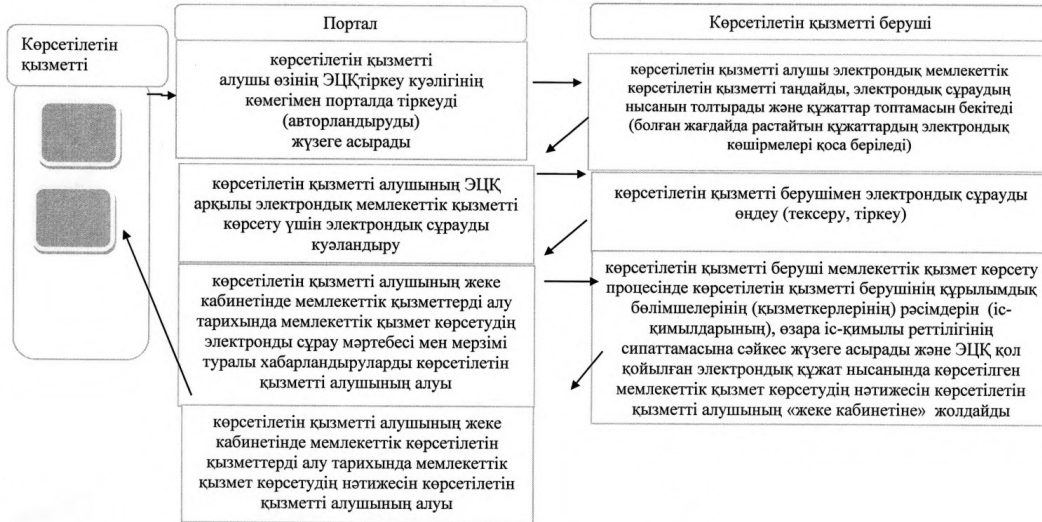 Көрсетілетін
қызметті
Портал
көрсетілетін қызметті
алушы өзінің ЭЦҚтіркеу куәлігінің
көмегімен порталда тіркеуді
(авторландыруды)
жүзеге асырады
көрсетілетін қызметті алушының ЭЦҚ
арқылы электрондық мемлекеттік қызметті
көрсету үшін электрондық сұрауды
куәландыру
көрсетілетін қызметті алушының жеке
кабинетінде мемлекеттік қызметтерді алу
тарихында мемлекеттік қызмет көрсетудің
электронды сұрау мәртебесі мен мерзімі
туралы хабарландыруларды көрсетілетін
қызметті алушының алуы
көрсетілетін қызметті алушының жеке
кабинетінде мемлекеттік көрсетілетін
қызметтерді алу тарихында мемлекеттік
қызмет көрсетудің нәтижесін көрсетілетін
қызметті алушының алуы
Көрсетілетін қызметті беруші
көрсетілетін қызметті алушы электрондық мемлекеттік
көрсетілетін қызметті таңдайды, электрондық сұраудың
нысанын толтырады және құжаттар топтамасын бекітеді
(болған жағдайда растайтын құжаттардың электрондық
көшірмелері қоса беріледі)
көрсетілетін қызметті берушімен электрондық сұрауды
өңдеу (тексеру, тіркеу)
көрсетілетін қызметті беруші мемлекеттік қызмет көрсету
процесінде көрсетілетін қызметті берушінің құрылымдық
бөлімшелерінің (қызметкерлерінің) рәсімдерін (іс-
қимылдарының), өзара іс-қимылы реттілігінің
сипаттамасына сәйкес жүзеге асырады және ЭЦҚ қол
қойылған электрондық құжат нысанында көрсетілген
мемлекеттік қызмет көрсетудің нәтижесін көрсетілетін
қызметті алушының «жеке кабинетіне» жолдайды